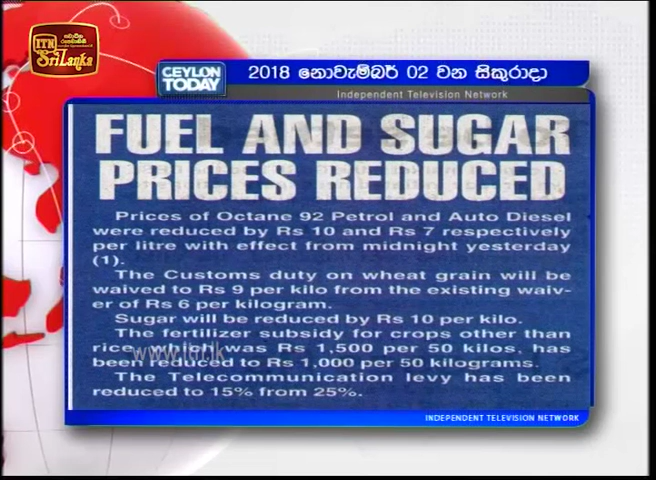 ITN
Sri Lanka
CEYLON
TODAY
2018 නොවැම්බර් 02 වන සිකුරාදා
Independent Television Network
FUEL AND SUGAR
PRICES REDUCED
Prices of Octane 92 Petrol and Auto Diesel
were reduced by Rs 10 and Rs 7 respectively
per litre with effect from midnight yesterday
(1).
The Customs duty on wheat grain will be
waived to Rs 9 per kilo from the existing waiv-
er of Rs 6 per kilogram.
Sugar will be reduced by Rs 10 per kilo.
The fertilizer subsidy for crops other than
rice, which was Rs 1,500 per 50 kilos, has
been reduced to Rs 1,000 per 50 kilograms.
The Telecommunication levy has been
reduced to 15% from 25%.
www.itn.lk
INDEPENDENT TELEVISION NETWORK